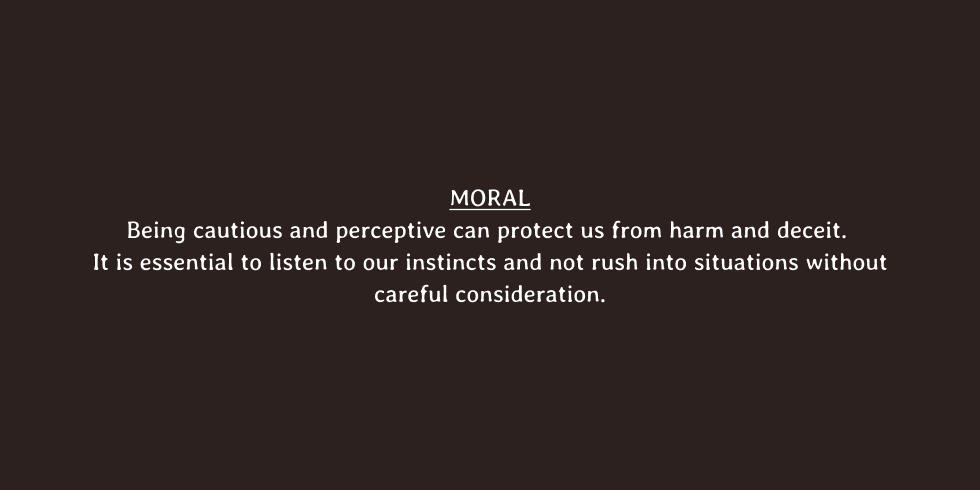 MORAL
Being cautious and perceptive can protect us from harm and deceit.
It is essential to listen to our instincts and not rush into situations without
careful consideration.